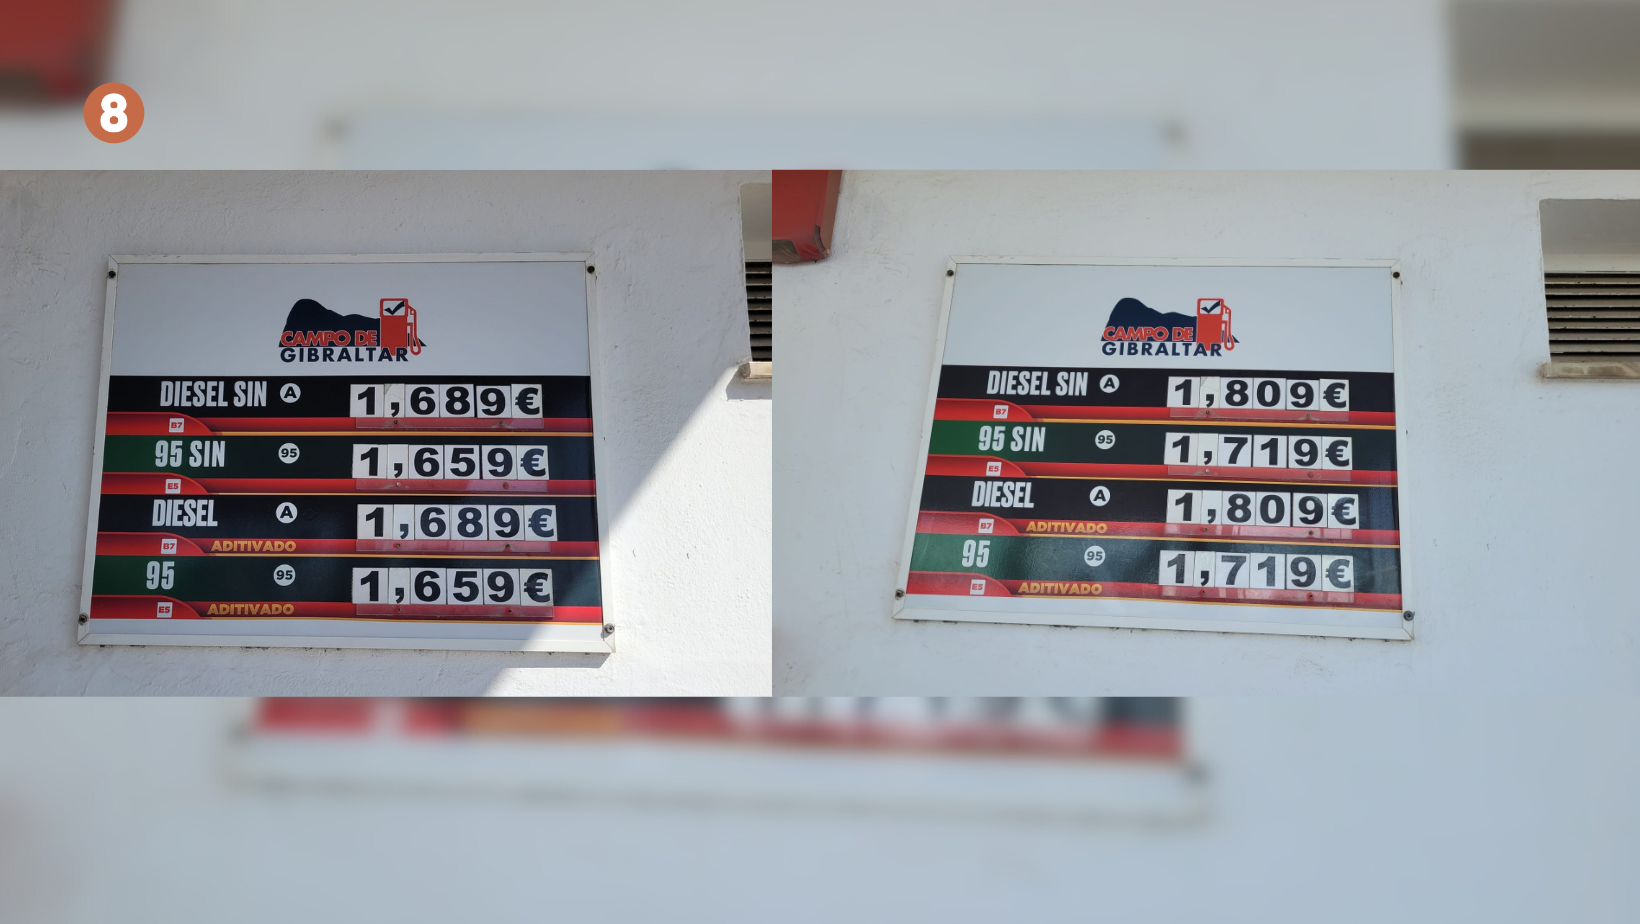 8
CAMPO DE
GIBRALTAR
DIESEL SIN A 1,689€
B7
95 SIN 95 1,659€
E5
DIESEL A 1,689€
B7 ADITIVADO
95 95 1,659€
E5 ADITIVADO
CAMPO DE
GIBRALTAR
DIESEL SIN A 1,809€
B7
95 SIN 95 1,719€
E5
DIESEL A 1,809€
B7 ADITIVADO
95 95 1,719€
E5 ADITIVADO